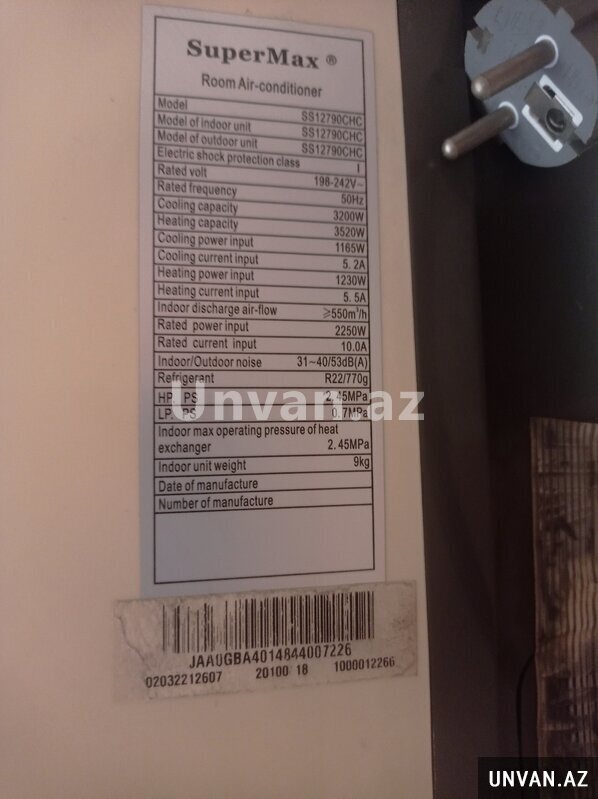 SuperMax ®
Room Air-conditioner
Model SS12790CHC
Model of indoor unit SS12790CHC
Model of outdoor unit SS12790CHC
Electric shock protection class I
Rated volt 198-242V~
Rated frequency 50Hz
Cooling capacity 3200W
Heating capacity 3520W
Cooling power input 1165W
Cooling current input 5.2A
Heating power input 1230W
Heating current input 5.5A
Indoor discharge air-flow ≥550m³/h
Rated power input 2250W
Rated current input 10.0A
Indoor/Outdoor noise 31~40/53dB(A)
Refrigerant R22/770g
HP. PS 2.45MPa
LP. PS 0.7MPa
Unvan.az
Indoor max operating pressure of heat
exchanger 2.45MPa
Indoor unit weight 9kg
Date of manufacture
Number of manufacture
JAA0GBA4014844007226
02032212607 20100 18 1000012266
UNVAN.AZ